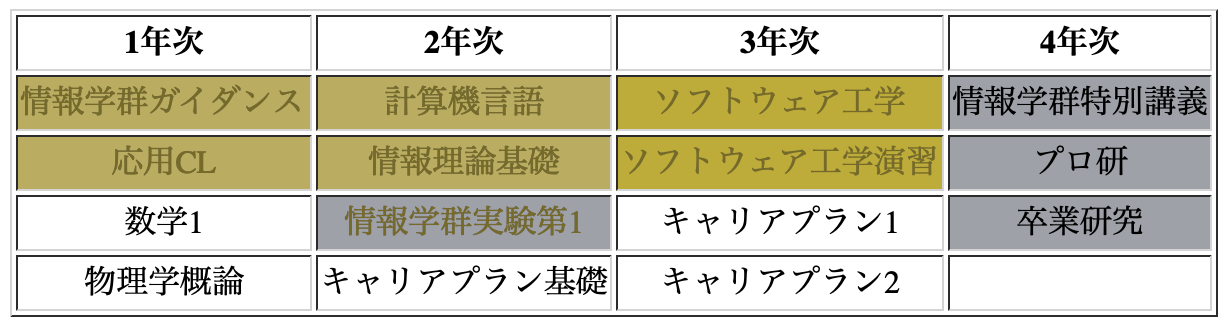 1年次 2年次 3年次 4年次
情報学群ガイダンス 計算機言語 ソフトウェア工学 情報学群特別講義
応用CL 情報理論基礎 ソフトウェア工学演習 プロ研
数学1 情報学群実験第1 キャリアプラン1 卒業研究
物理学概論 キャリアプラン基礎 キャリアプラン2